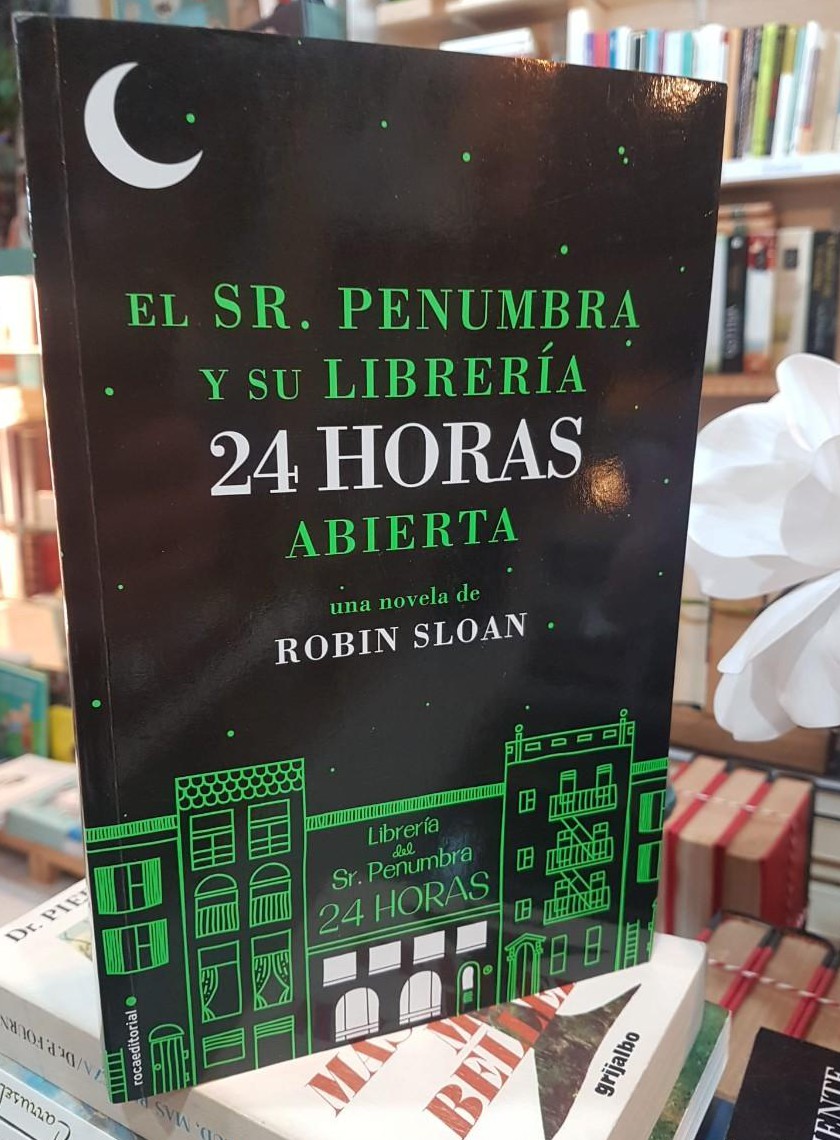 EL SR. PENUMBRA
Y SU LIBRERÍA
24 HORAS
ABIERTA
una novela de
ROBIN SLOAN
Librería
del
Sr. Penumbra
24 HORAS
rocaeditorial
grijalbo
Carrusel